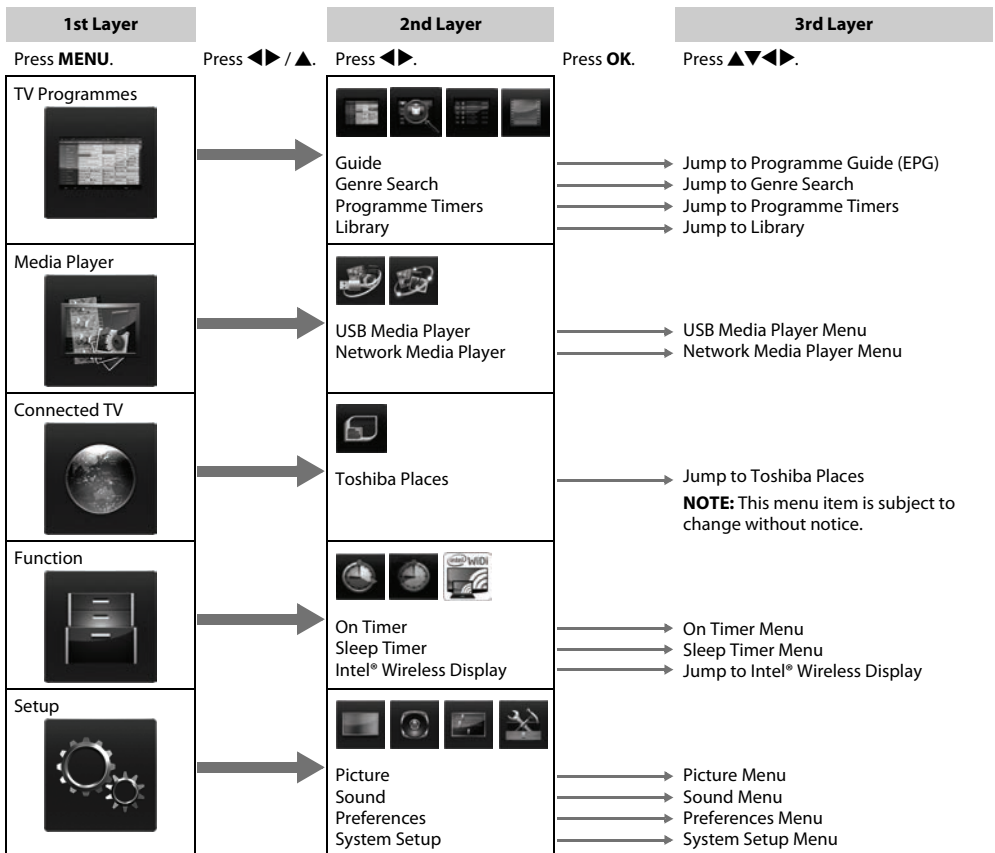 1st Layer
2nd Layer
3rd Layer
Press MENU.
Press ◀▶ / ▲.
Press ◀▶.
Press OK.
Press ▲▼◀▶.
TV Programmes
Guide
Jump to Programme Guide (EPG)
Genre Search
Jump to Genre Search
Programme Timers
Jump to Programme Timers
Library
Jump to Library
Media Player
USB Media Player
USB Media Player Menu
Network Media Player
Network Media Player Menu
Connected TV
Toshiba Places
Jump to Toshiba Places
NOTE: This menu item is subject to
change without notice.
Function
intel WiDi
On Timer
On Timer Menu
Sleep Timer
Sleep Timer Menu
Intel® Wireless Display
Jump to Intel® Wireless Display
Setup
Picture
Picture Menu
Sound
Sound Menu
Preferences
Preferences Menu
System Setup
System Setup Menu